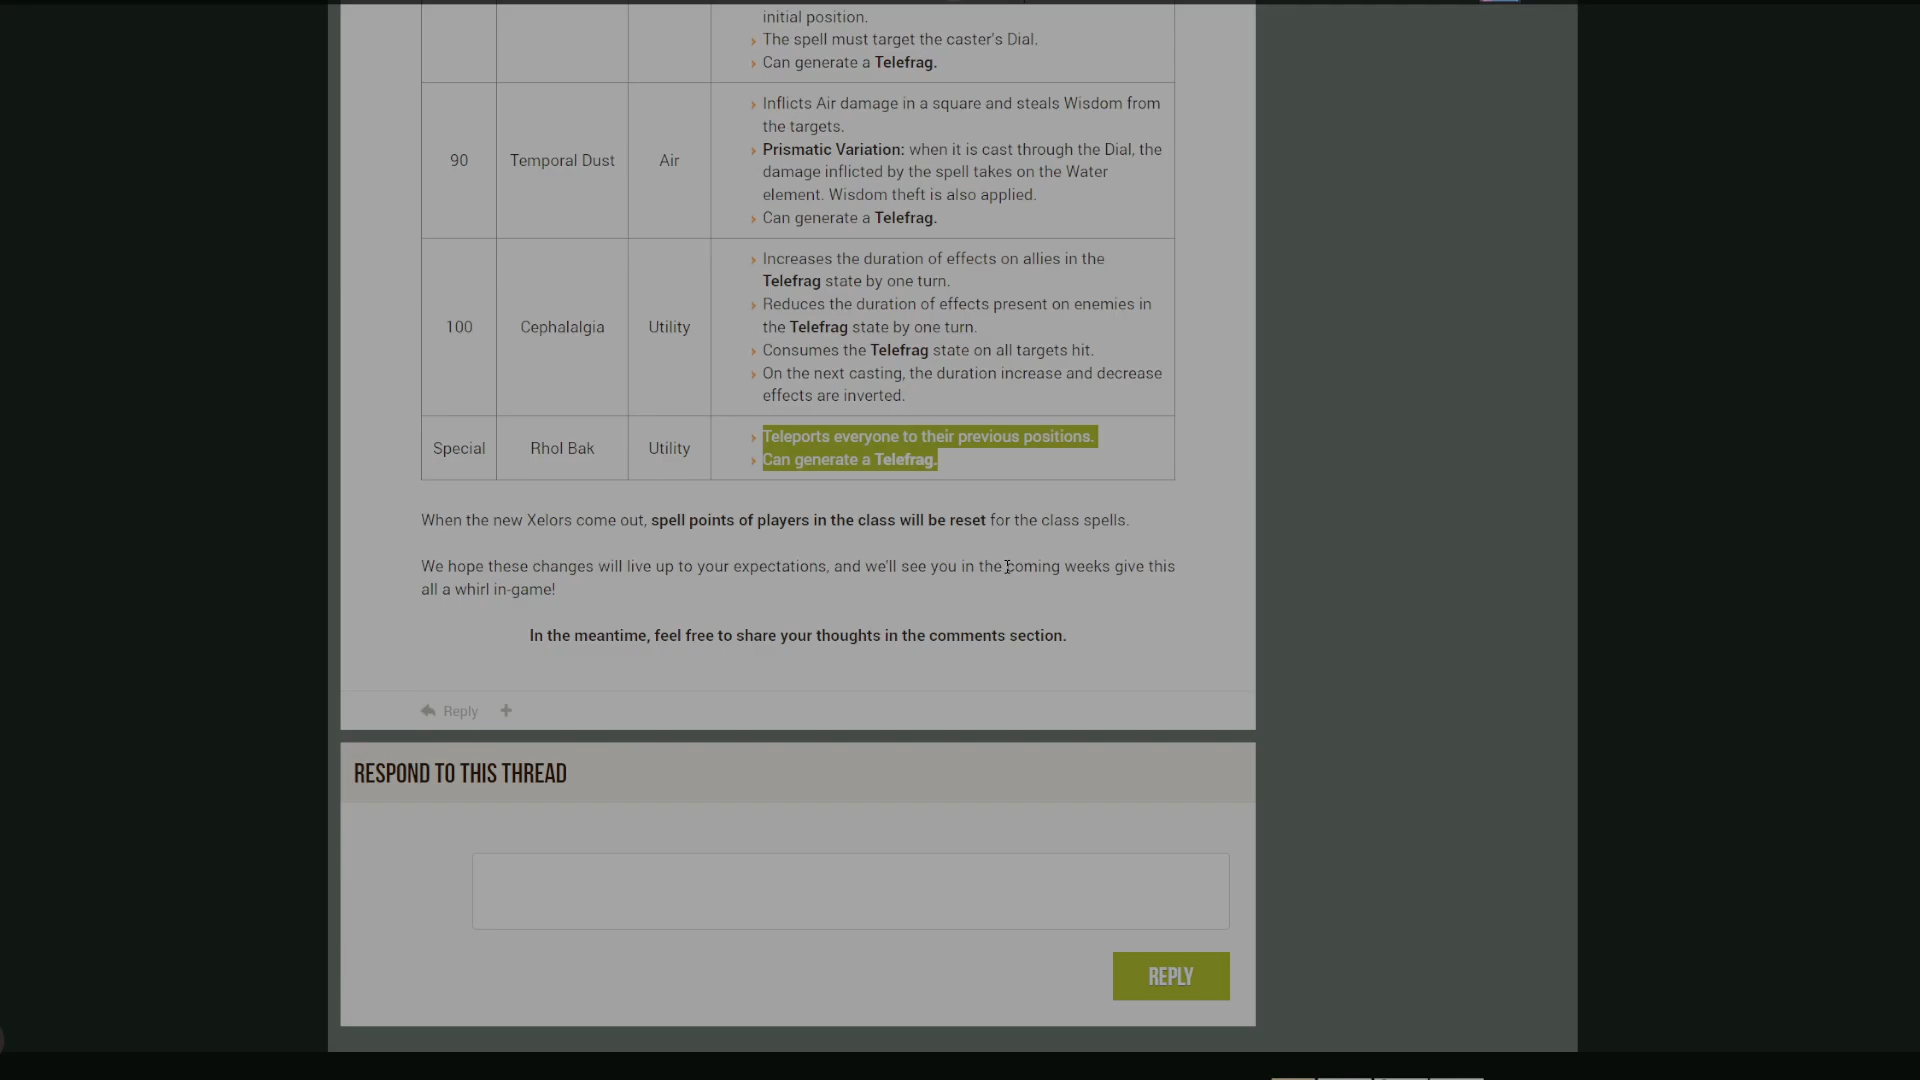 initial position.
The spell must target the caster's Dial.
Can generate a Telefrag.
90
Temporal Dust
Air
Inflicts Air damage in a square and steals Wisdom from
the targets.
Prismatic Variation: when it is cast through the Dial, the
damage inflicted by the spell takes on the Water
element. Wisdom theft is also applied.
Can generate a Telefrag.
100
Cephalalgia
Utility
Increases the duration of effects on allies in the
Telefrag state by one turn.
Reduces the duration of effects present on enemies in
the Telefrag state by one turn.
Consumes the Telefrag state on all targets hit.
On the next casting, the duration increase and decrease
effects are inverted.
Special
Rhol Bak
Utility
Teleports everyone to their previous positions.
Can generate a Telefrag.
When the new Xelors come out, spell points of players in the class will be reset for the class spells.
We hope these changes will live up to your expectations, and we'll see you in the coming weeks give this
all a whirl in-game!
In the meantime, feel free to share your thoughts in the comments section.
Reply
RESPOND TO THIS THREAD
REPLY